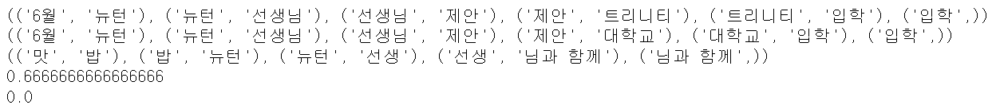 (('6월', '뉴턴'), ('뉴턴', '선생님'), ('선생님', '제안'), ('제안', '트리니티'), ('트리니티', '입학'), ('입학',))
(('6월', '뉴턴'), ('뉴턴', '선생님'), ('선생님', '제안'), ('제안', '대학교'), ('대학교', '입학'), ('입학',))
(('맛', '밥'), ('밥', '뉴턴'), ('뉴턴', '선생'), ('선생', '님과 함께'), ('님과 함께',))
0.6666666666666666
0.0